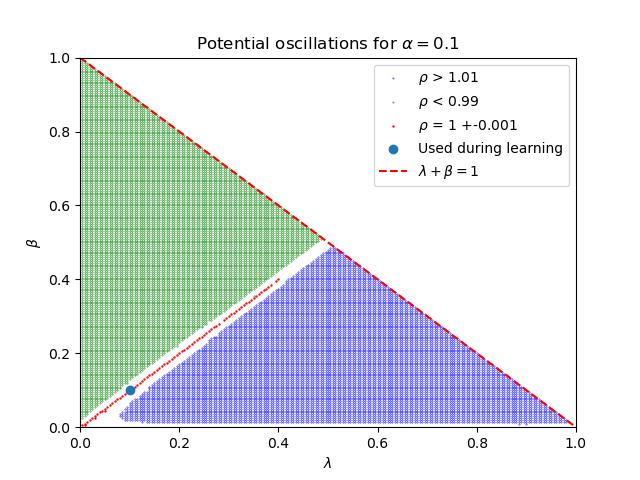 Potential oscillations for α = 0.1
1.0
0.8
0.6
0.4
0.2
0.0
β
0.0 0.2 0.4 0.6 0.8 1.0
λ
ρ > 1.01
ρ < 0.99
ρ = 1 +-0.001
Used during learning
λ + β = 1